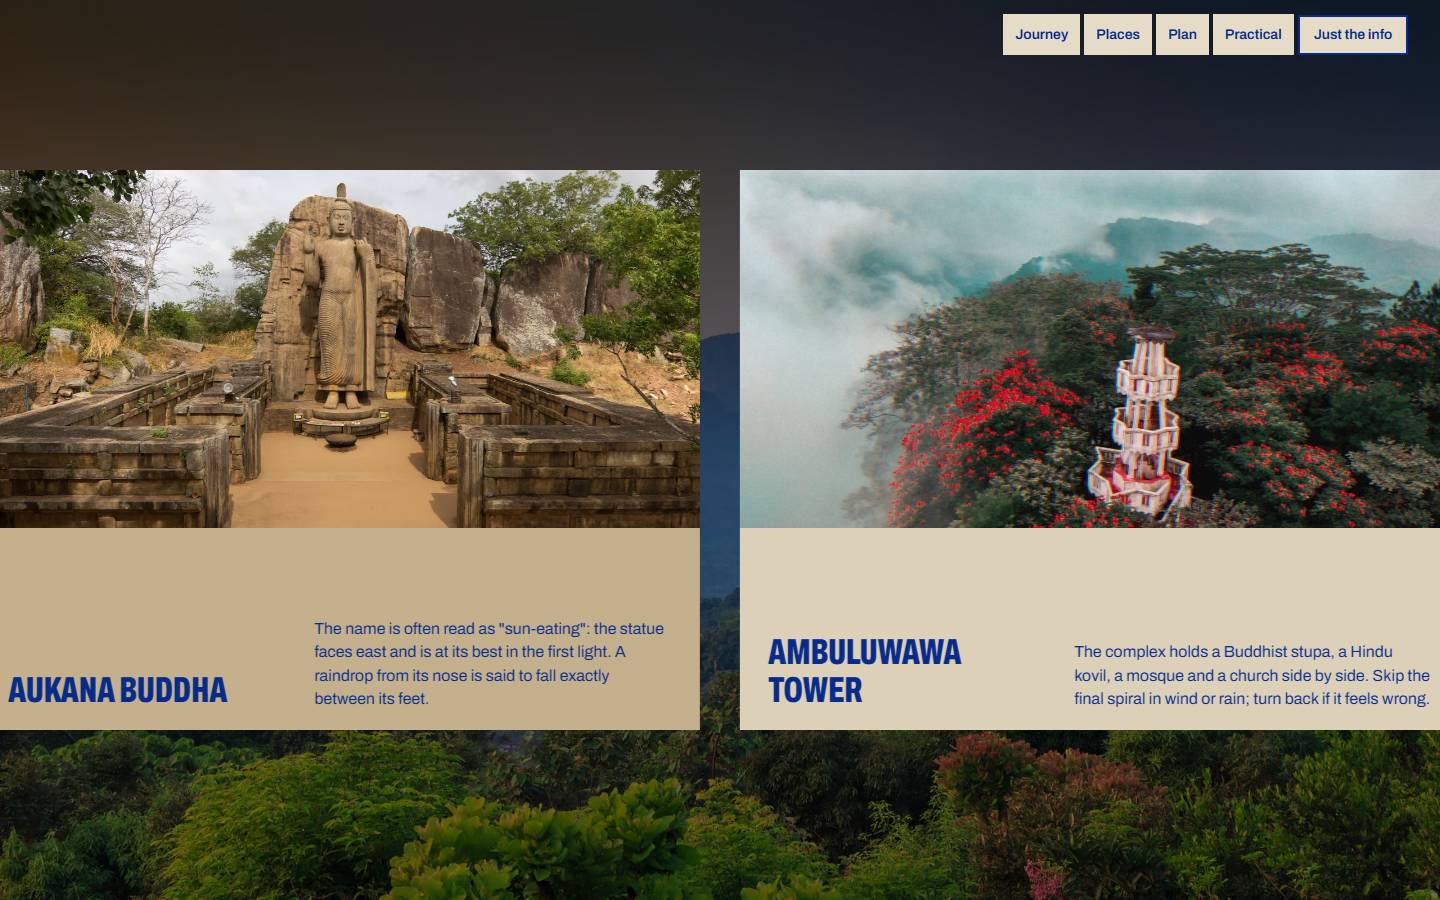 Journey
Places
Plan
Practical
Just the info
The name is often read as "sun-eating": the statue
faces east and is at its best in the first light. A
raindrop from its nose is said to fall exactly
between its feet.
AUKANA BUDDHA
AMBULUWAWA
TOWER
The complex holds a Buddhist stupa, a Hindu
kovil, a mosque and a church side by side. Skip the
final spiral in wind or rain; turn back if it feels wrong.